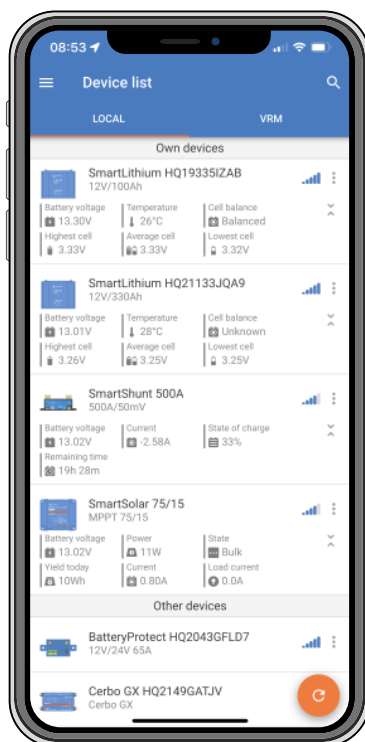 08:53
Device list
LOCAL VRM
Own devices
SmartLithium HQ19335IZAB
12V/100Ah
Battery voltage Temperature Cell balance
13.30V 26°C Balanced
Highest cell Average cell Lowest cell
3.33V 3.33V 3.32V
SmartLithium HQ21133JQA9
12V/330Ah
Battery voltage Temperature Cell balance
13.01V 28°C Unknown
Highest cell Average cell Lowest cell
3.26V 3.25V 3.25V
SmartShunt 500A
500A/50mV
Battery voltage Current State of charge
13.02V -2.58A 33%
Remaining time
19h 28m
SmartSolar 75/15
MPPT 75/15
Battery voltage Power State
13.02V 11W Bulk
Yield today Current Load current
10Wh 0.80A 0.0A
Other devices
BatteryProtect HQ2043GFLD7
12V/24V 65A
Cerbo GX HQ2149GATJV
Cerbo GX